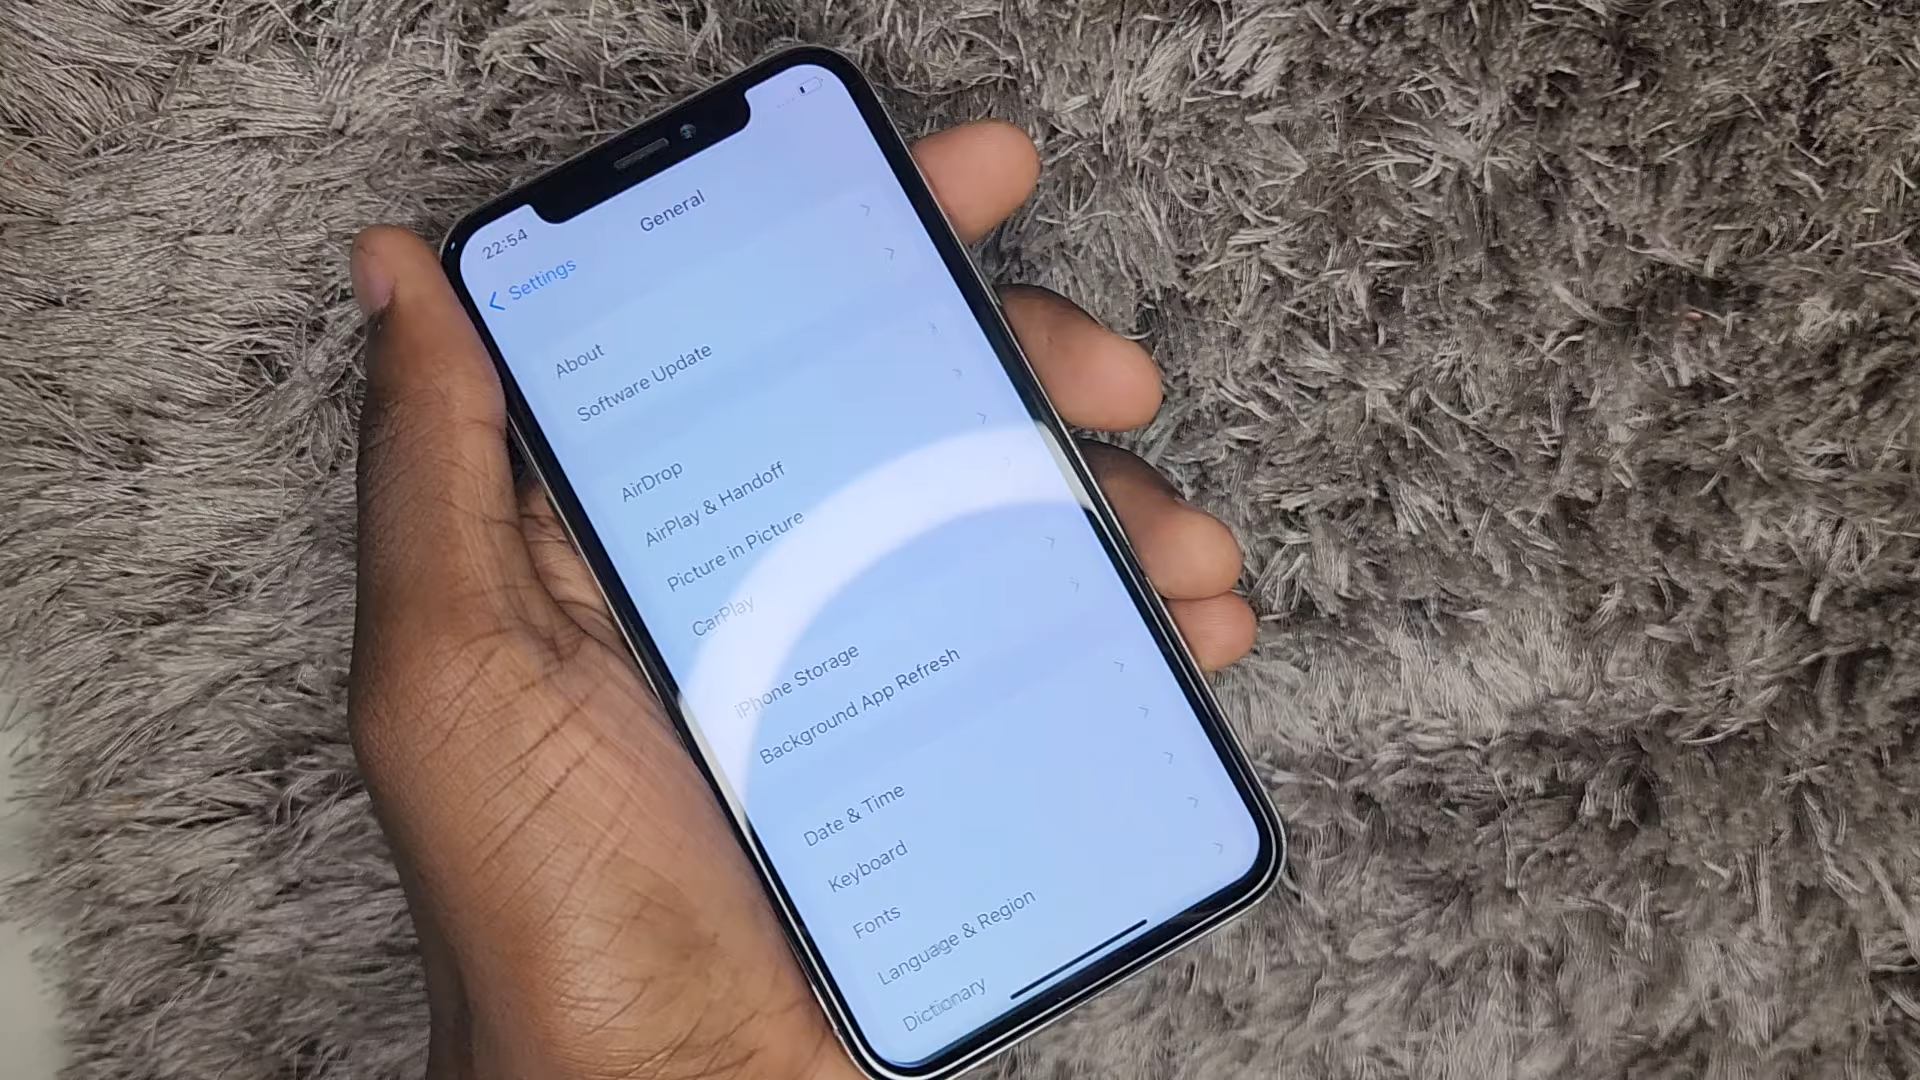 22:54
Settings
General
About
Software Update
AirDrop
AirPlay & Handoff
Picture in Picture
CarPlay
iPhone Storage
Background App Refresh
Date & Time
Keyboard
Fonts
Language & Region
Dictionary